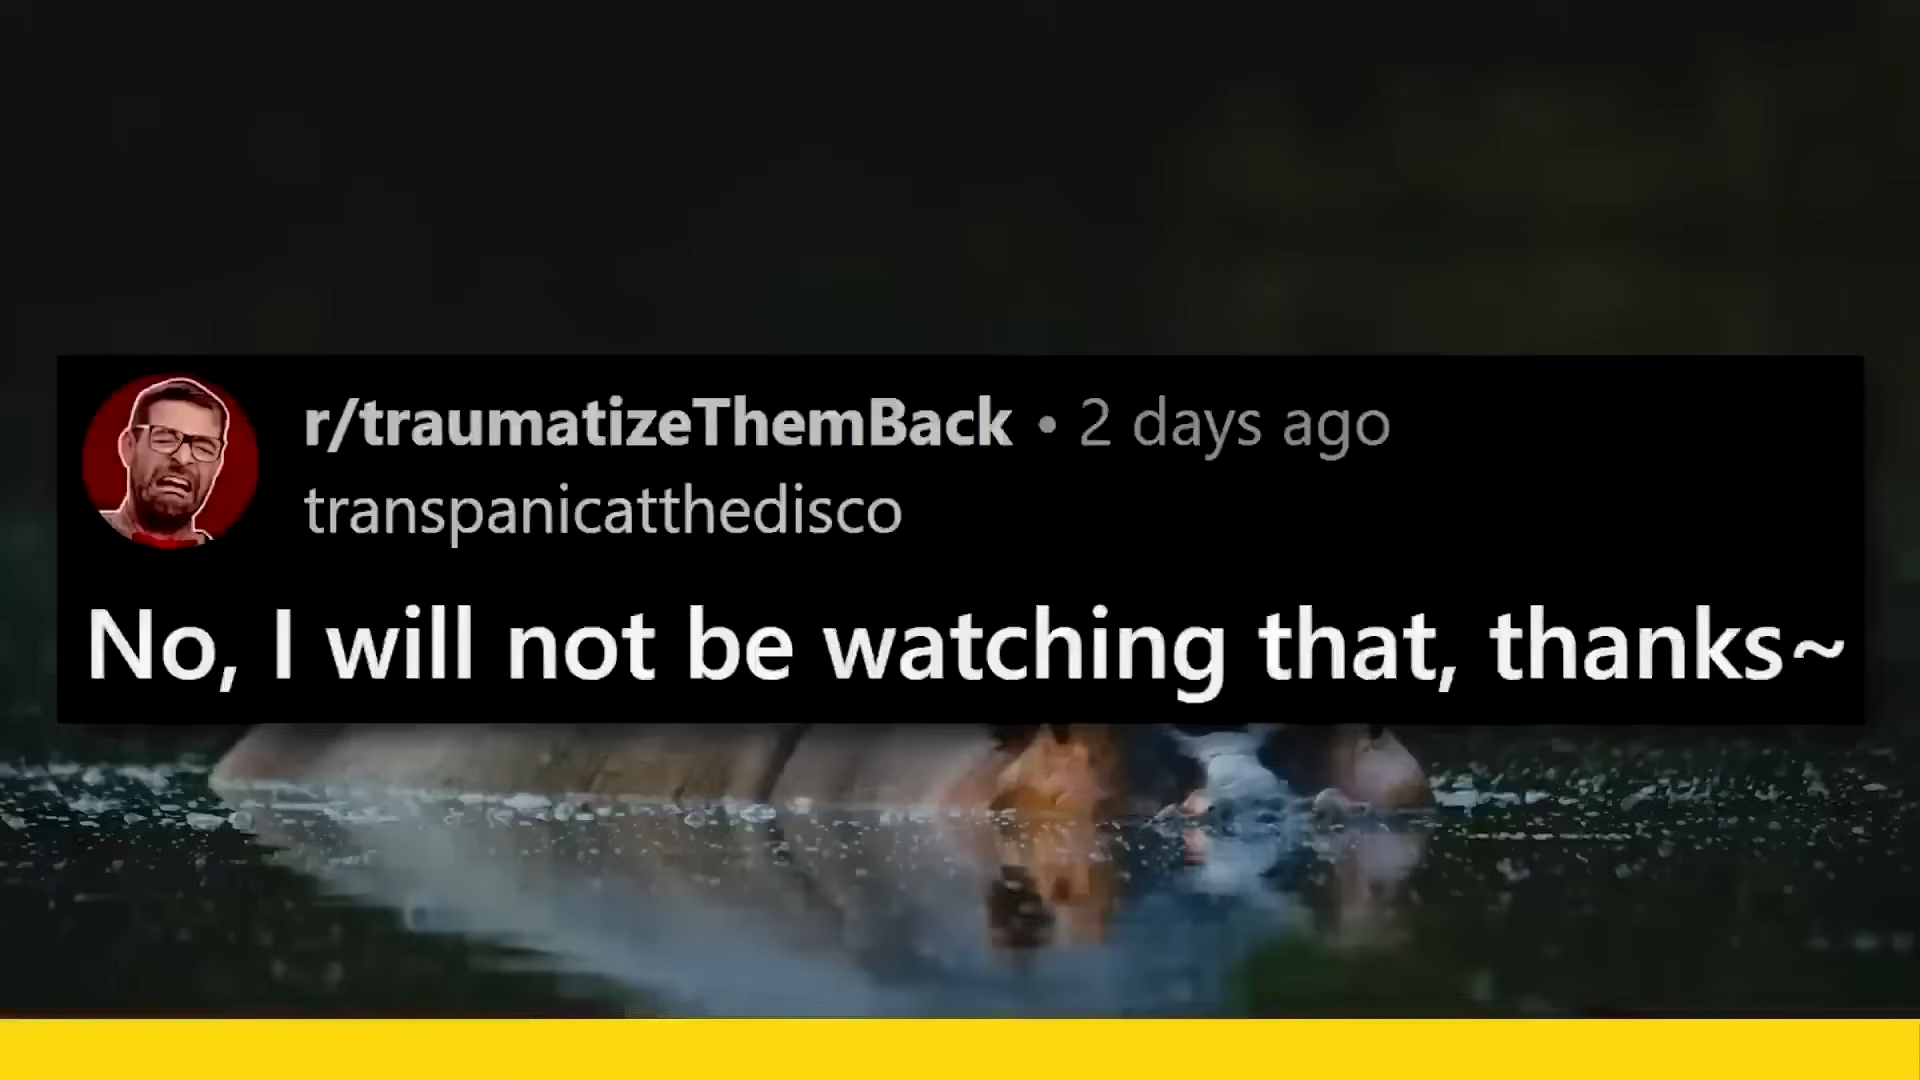 r/traumatizeThemBack • 2 days ago
transpanicatthedisco
No, I will not be watching that, thanks~